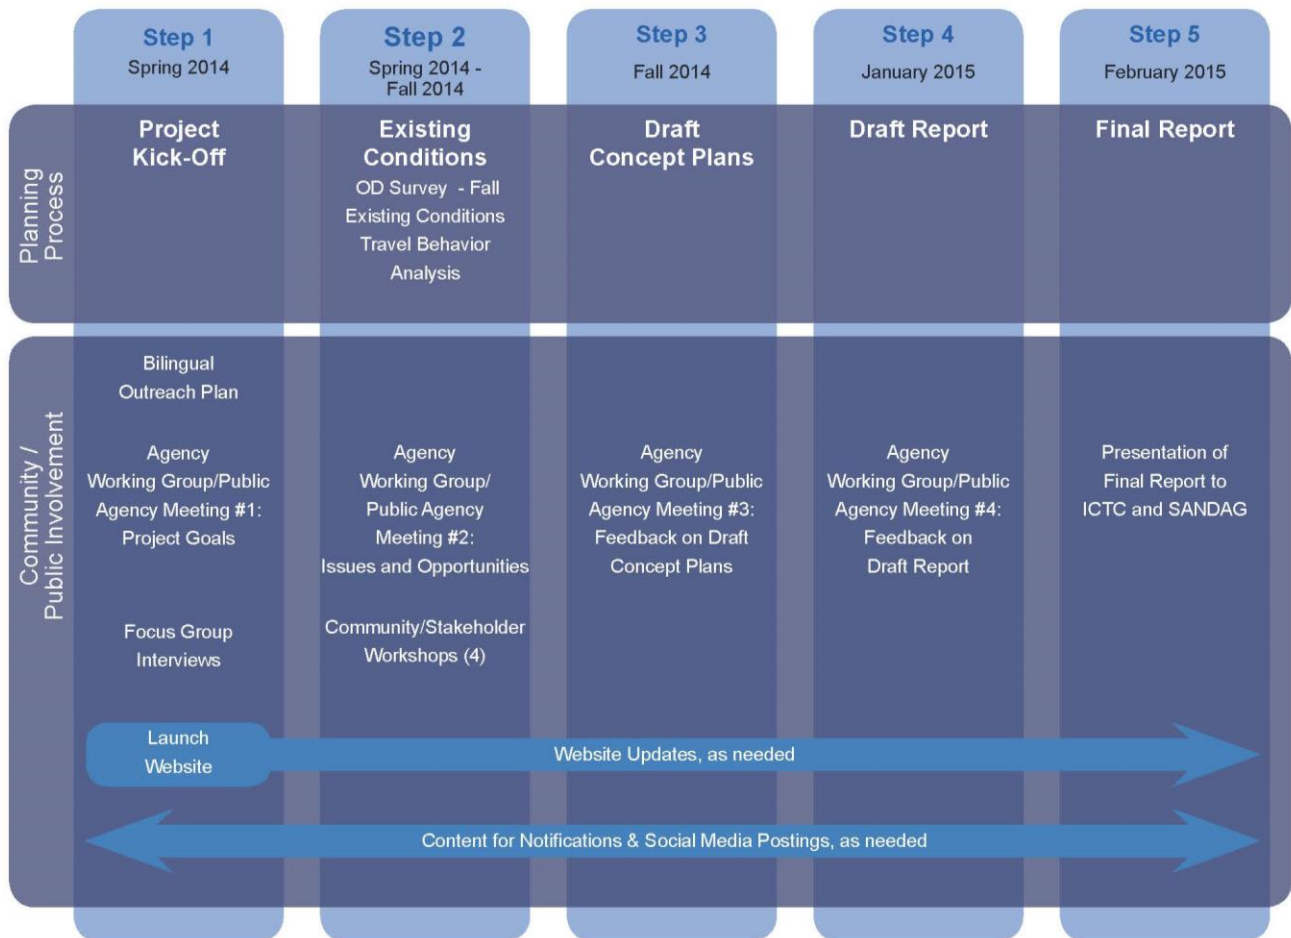 Step 1
Spring 2014
Step 2
Spring 2014 -
Fall 2014
Step 3
Fall 2014
Step 4
January 2015
Step 5
February 2015
Planning
Process
Project
Kick-Off
Existing
Conditions
OD Survey - Fall
Existing Conditions
Travel Behavior
Analysis
Draft
Concept Plans
Draft Report
Final Report
Community /
Public Involvement
Bilingual
Outreach Plan
Agency
Working Group/Public
Agency Meeting #1:
Project Goals
Focus Group
Interviews
Agency
Working Group/
Public Agency
Meeting #2:
Issues and Opportunities
Community/Stakeholder
Workshops (4)
Agency
Working Group/Public
Agency Meeting #3:
Feedback on Draft
Concept Plans
Agency
Working Group/Public
Agency Meeting #4:
Feedback on
Draft Report
Presentation of
Final Report to
ICTC and SANDAG
Launch
Website
Website Updates, as needed
Content for Notifications & Social Media Postings, as needed